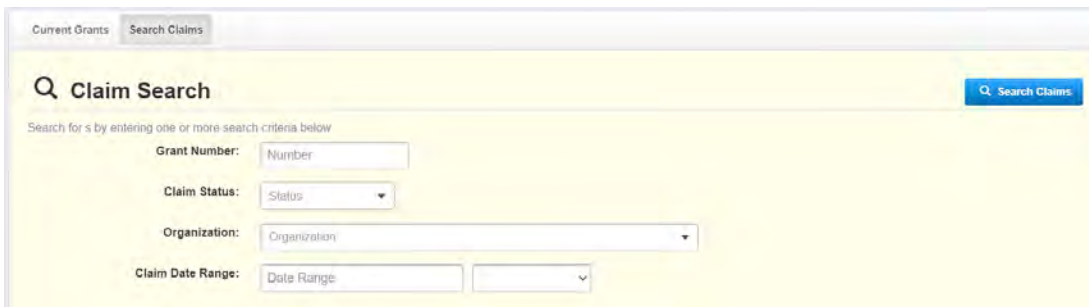 Current Grants Search Claims
Claim Search
Search Claims
Search for s by entering one or more search criteria below
Grant Number: Number
Claim Status: Status
Organization: Organization
Claim Date Range: Date Range